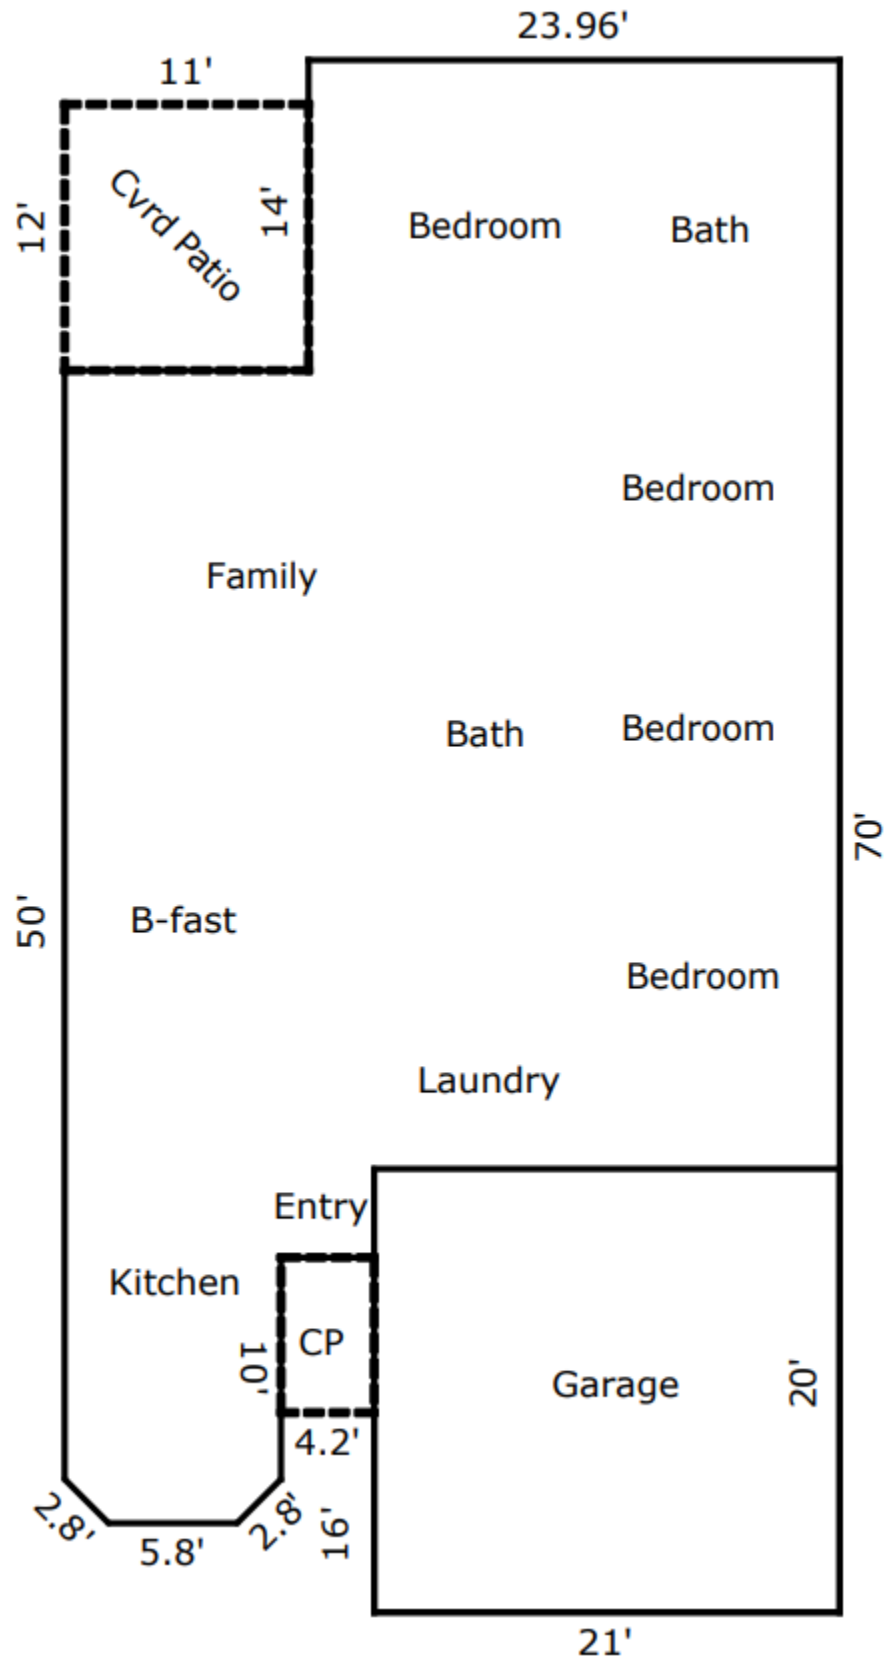 23.96'
11'
12'
Cvrd Patio
14'
Bedroom
Bath
Bedroom
Family
Bath
Bedroom
70'
50'
B-fast
Bedroom
Laundry
Entry
Kitchen
CP
10'
Garage
20'
4.2'
2.8'
5.8'
2.8'
16'
21'